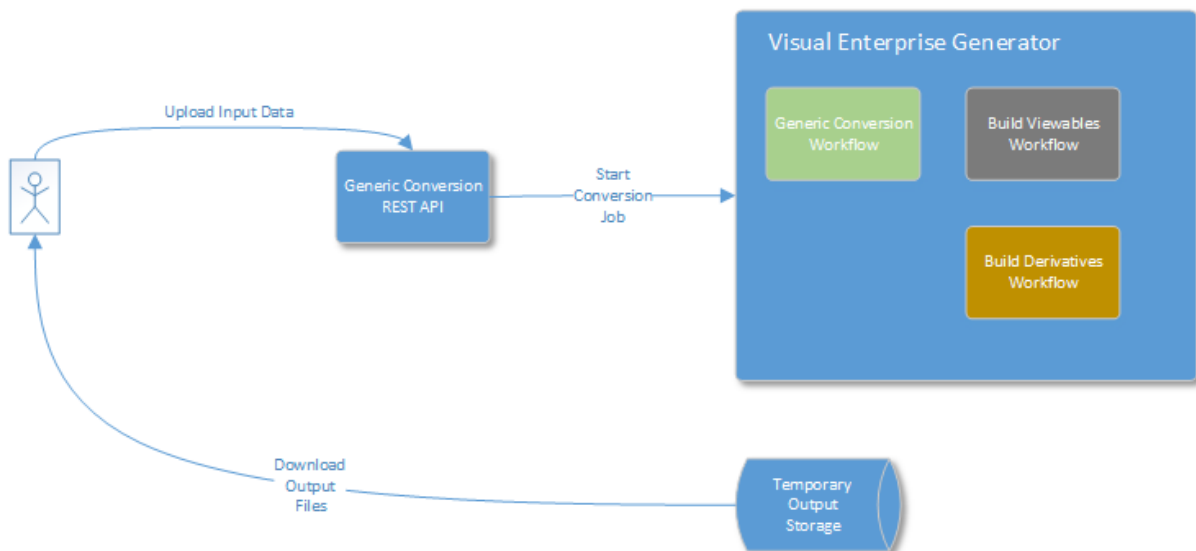 Visual Enterprise Generator
Upload Input Data
Generic Conversion
REST API
Start
Conversion
Job
Generic Conversion
Workflow
Build Viewables
Workflow
Build Derivatives
Workflow
Download
Output
Files
Temporary
Output
Storage